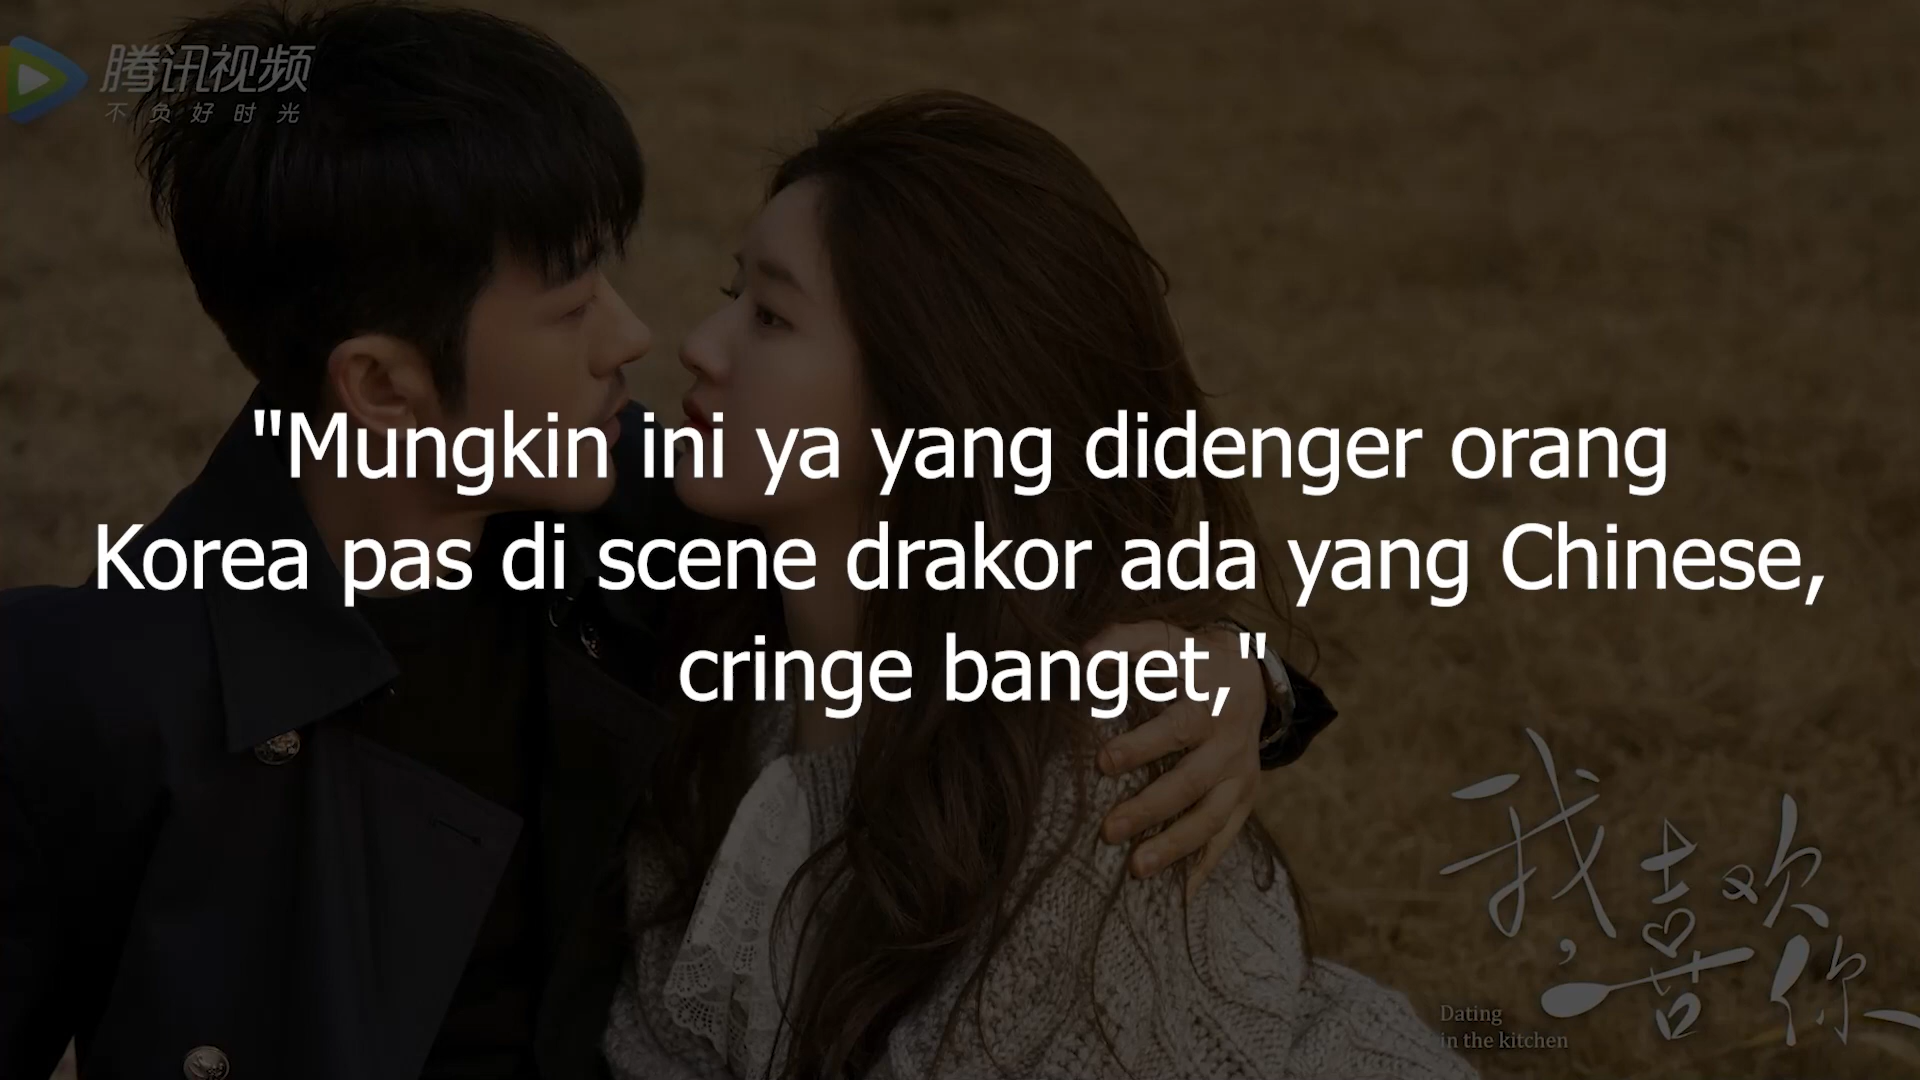 腾讯视频
不负好时光
"Mungkin ini ya yang didenger orang
Korea pas di scene drakor ada yang Chinese,
cringe banget,"
我,喜欢你
Dating
in the kitchen